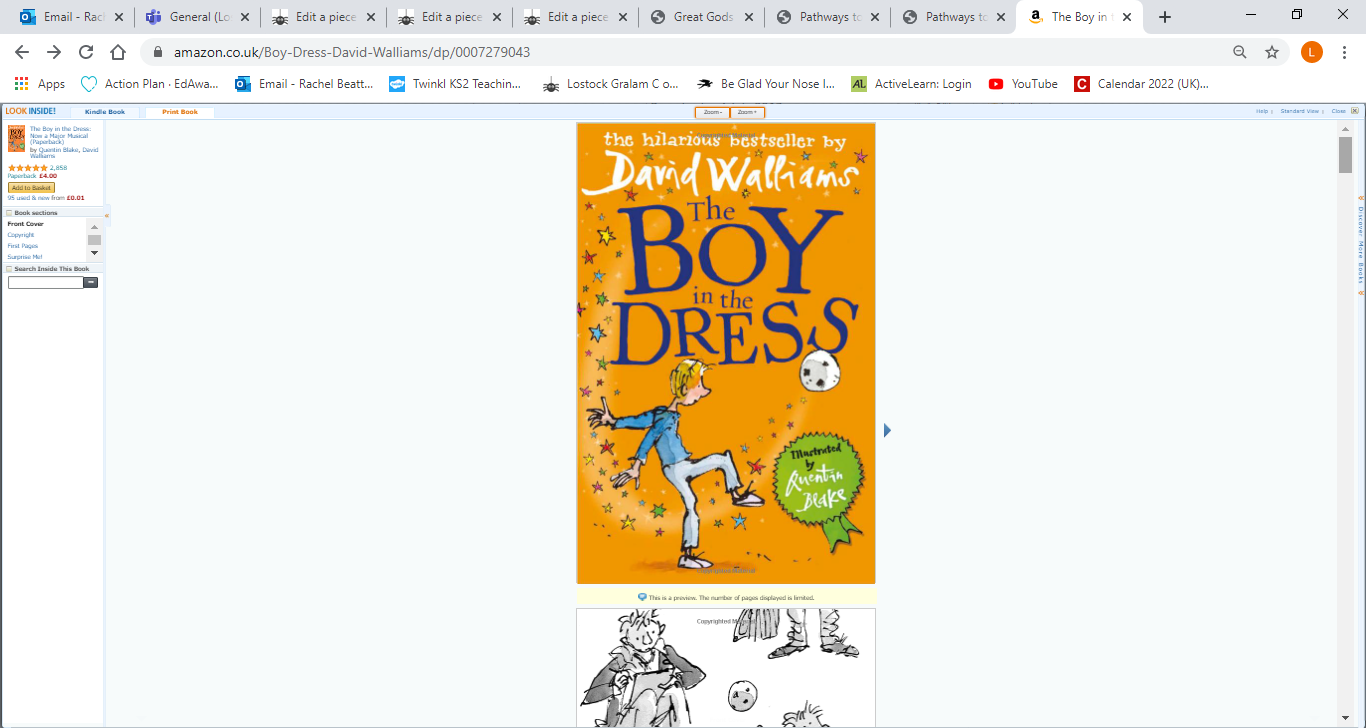 Email - Rac
General (Lo
Edit a piece
Edit a piece
Edit a piece
Great Gods
Pathways to
Pathways to
The Boy in t
amazon.co.uk/Boy-Dress-David-Walliams/dp/0007279043
L
Apps
Action Plan · EdAwa...
Email - Rachel Beatt...
Twinkl KS2 Teachin...
Lostock Gralam C o...
Be Glad Your Nose I...
ActiveLearn: Login
YouTube
Calendar 2022 (UK)...
LOOK INSIDE!
Kindle Book
Print Book
Zoom -
Zoom +
Help
Standard View
Close
The Boy in the Dress:
Now a Major Musical
(Paperback)
by Quentin Blake, David
Walliams
2,858
Paperback £4.00
Add to Basket
95 used & new from £0.01
Book sections
Front Cover
Copyright
First Pages
Surprise Me!
Search Inside This Book
Copyrighted Material
the hilarious bestseller by
David Walliams
The
BOY
in the
DRESS
Illustrated
by
Quentin
Blake
Copyrighted Material
This is a preview. The number of pages displayed is limited.
Copyrighted Material
Discover More Books